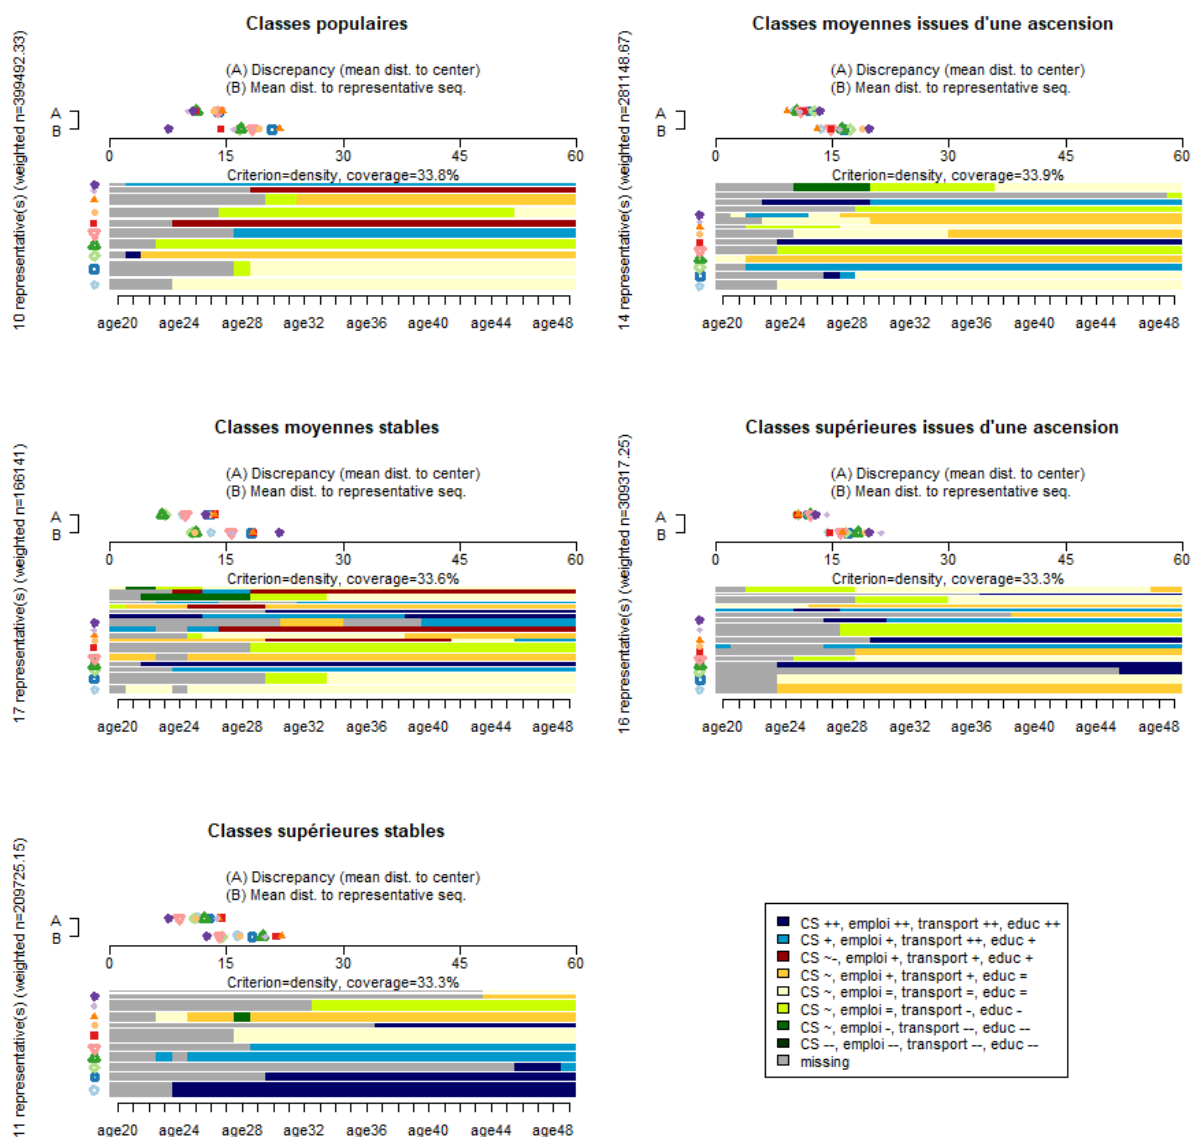 Classes populaires
10 representative(s) (weighted n=399492.33)
(A) Discrepancy (mean dist. to center)
(B) Mean dist. to representative seq.
A
B
0 15 30 45 60
Criterion=density, coverage=33.8%
age20 age24 age28 age32 age36 age40 age44 age48
Classes moyennes issues d'une ascension
14 representative(s) (weighted n=281148.67)
(A) Discrepancy (mean dist. to center)
(B) Mean dist. to representative seq.
A
B
0 15 30 45 60
Criterion=density, coverage=33.9%
age20 age24 age28 age32 age36 age40 age44 age48
Classes moyennes stables
17 representative(s) (weighted n=166141)
(A) Discrepancy (mean dist. to center)
(B) Mean dist. to representative seq.
A
B
0 15 30 45 60
Criterion=density, coverage=33.6%
age20 age24 age28 age32 age36 age40 age44 age48
Classes supérieures issues d'une ascension
16 representative(s) (weighted n=309317.25)
(A) Discrepancy (mean dist. to center)
(B) Mean dist. to representative seq.
A
B
0 15 30 45 60
Criterion=density, coverage=33.3%
age20 age24 age28 age32 age36 age40 age44 age48
Classes supérieures stables
11 representative(s) (weighted n=209725.15)
(A) Discrepancy (mean dist. to center)
(B) Mean dist. to representative seq.
A
B
0 15 30 45 60
Criterion=density, coverage=33.3%
age20 age24 age28 age32 age36 age40 age44 age48
CS ++, emploi ++, transport ++, educ ++
CS +, emploi +, transport ++, educ +
CS ~-, emploi +, transport +, educ +
CS ~, emploi +, transport +, educ =
CS ~, emploi =, transport =, educ =
CS ~, emploi =, transport -, educ -
CS ~, emploi -, transport --, educ --
CS --, emploi --, transport --, educ --
missing